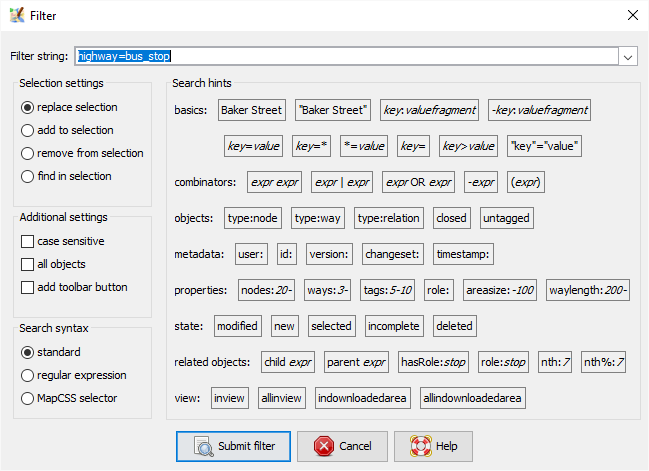 Filter
Filter string: highway=bus_stop
Selection settings
replace selection
add to selection
remove from selection
find in selection
Additional settings
case sensitive
all objects
add toolbar button
Search syntax
standard
regular expression
MapCSS selector
Search hints
basics: Baker Street "Baker Street" key:valuefragment -key:valuefragment
key=value key=* *=value key= key>value "key"="value"
combinators: expr expr expr | expr expr OR expr -expr (expr)
objects: type:node type:way type:relation closed untagged
metadata: user: id: version: changeset: timestamp:
properties: nodes:20- ways:3- tags:5-10 role: areasize:-100 waylength:200-
state: modified new selected incomplete deleted
related objects: child expr parent expr hasRole:stop role:stop nth:7 nth%:7
view: inview allinview indownloadedarea allindownloadedarea
Submit filter Cancel Help